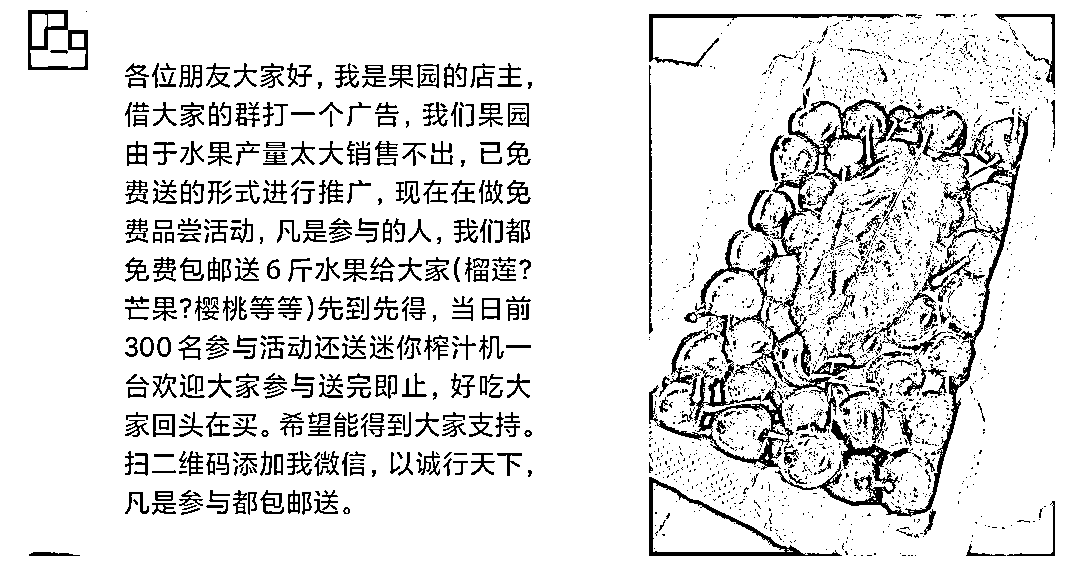 各位朋友大家好，我是果园的店主，
借大家的群打一个广告，我们果园
由于水果产量太大销售不出，已免
费送的形式进行推广，现在在做免
费品尝活动，凡是参与的人，我们都
免费包邮送6斤水果给大家(榴莲?
芒果?樱桃等等)先到先得，当日前
300名参与活动还送迷你榨汁机一
台欢迎大家参与送完即止，好吃大
家回头在买。希望能得到大家支持。
扫二维码添加我微信，以诚行天下，
凡是参与都包邮送。